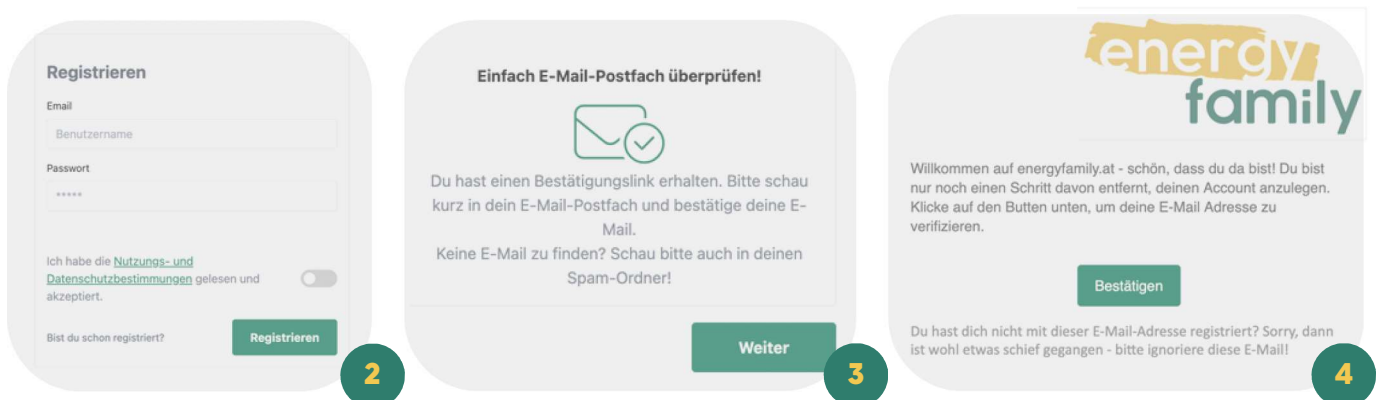 Registrieren
Email
Benutzername
Passwort
*****
Ich habe die Nutzungs- und
Datenschutzbestimmungen gelesen und
akzeptiert.
Bist du schon registriert?
Registrieren
2
Einfach E-Mail-Postfach überprüfen!
Du hast einen Bestätigungslink erhalten. Bitte schau
kurz in dein E-Mail-Postfach und bestätige deine E-
Mail.
Keine E-Mail zu finden? Schau bitte auch in deinen
Spam-Ordner!
Weiter
3
energy
family
Willkommen auf energyfamily.at - schön, dass du da bist! Du bist
nur noch einen Schritt davon entfernt, deinen Account anzulegen.
Klicke auf den Butten unten, um deine E-Mail Adresse zu
verifizieren.
Bestätigen
Du hast dich nicht mit dieser E-Mail-Adresse registriert? Sorry, dann
ist wohl etwas schief gegangen - bitte ignoriere diese E-Mail!
4